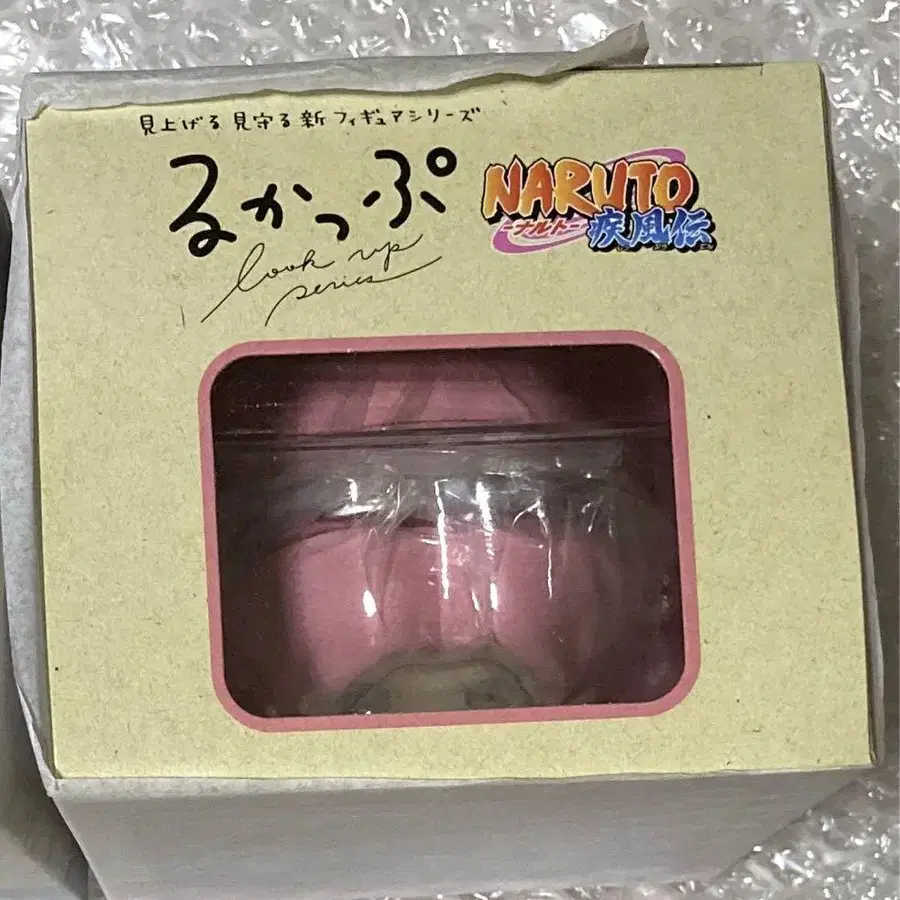 見上げる 見守る 新フィギュアシリーズ
るかっぷ
look up
series
NARUTO
-ナルト-
疾風伝